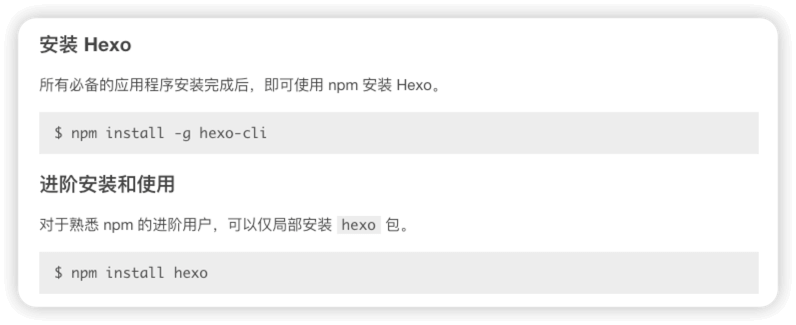 安装 Hexo
所有必备的应用程序安装完成后，即可使用 npm 安装 Hexo。
$ npm install -g hexo-cli
进阶安装和使用
对于熟悉 npm 的进阶用户，可以仅局部安装 hexo 包。
$ npm install hexo